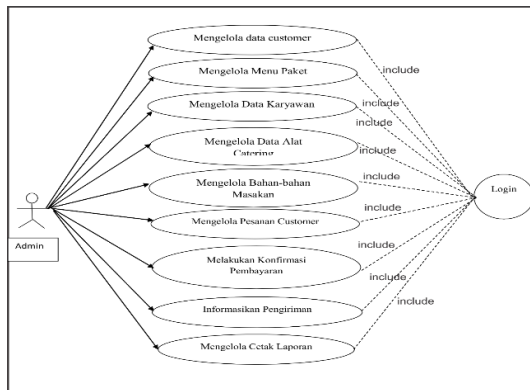 Mengelola data customer
include
Mengelola Menu Paket
include
Mengelola Data Karyawan
include
Mengelola Data Alat
Catering
include
Mengelola Bahan-bahan
Masakan
include
Login
Mengelola Pesanan Customer
include
Admin
Melakukan Konfirmasi
Pembayaran
include
include
Informasikan Pengiriman
include
Mengelola Cetak Laporan